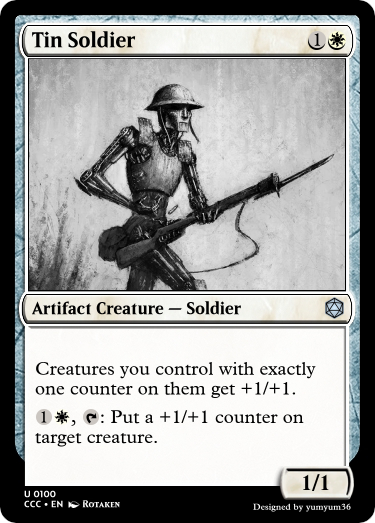 Tin Soldier
1
Artifact Creature — Soldier
Creatures you control with exactly
one counter on them get +1/+1.
1 , : Put a +1/+1 counter on
target creature.
1/1
U 0100
CCC • EN ROTAKEN
Designed by yumyum36